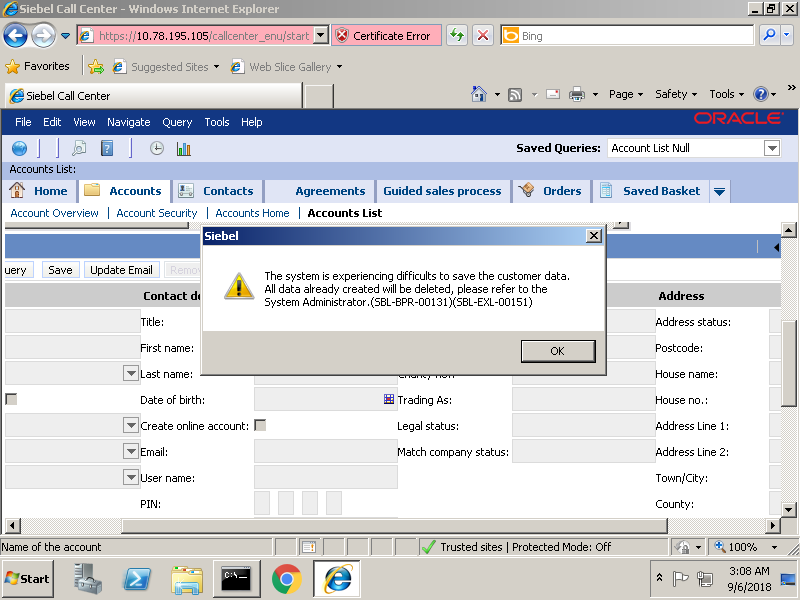 Siebel Call Center - Windows Internet Explorer
https://10.78.195.105/callcenter_enu/start
Certificate Error
Bing
Favorites
Suggested Sites
Web Slice Gallery
Siebel Call Center
Page
Safety
Tools
»
File Edit View Navigate Query Tools Help
ORACLE
Saved Queries:
Account List Null
Accounts List:
Home
Accounts
Contacts
Agreements
Guided sales process
Orders
Saved Basket
Account Overview | Account Security | Accounts Home | Accounts List
Siebel
The system is experiencing difficults to save the customer data.
All data already created will be deleted, please refer to the
System Administrator.(SBL-BPR-00131)(SBL-EXL-00151)
OK
uery
Save
Update Email
Remo
Contact de
Address
Title:
Address status:
First name:
Postcode:
Last name:
House name:
Date of birth:
Trading As:
House no.:
Create online account:
Legal status:
Address Line 1:
Email:
Match company status:
Address Line 2:
User name:
Town/City:
PIN:
County:
Name of the account
Trusted sites | Protected Mode: Off
100%
Start
3:08 AM
9/6/2018